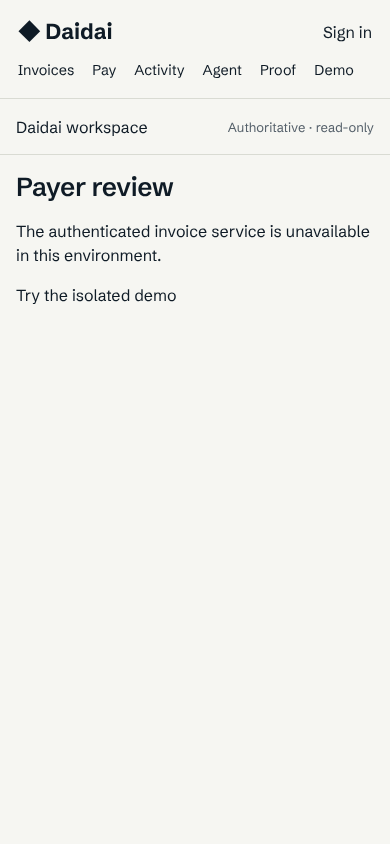 Daidai
Sign in
Invoices Pay Activity Agent Proof Demo
Daidai workspace
Authoritative · read-only
Payer review
The authenticated invoice service is unavailable
in this environment.
Try the isolated demo